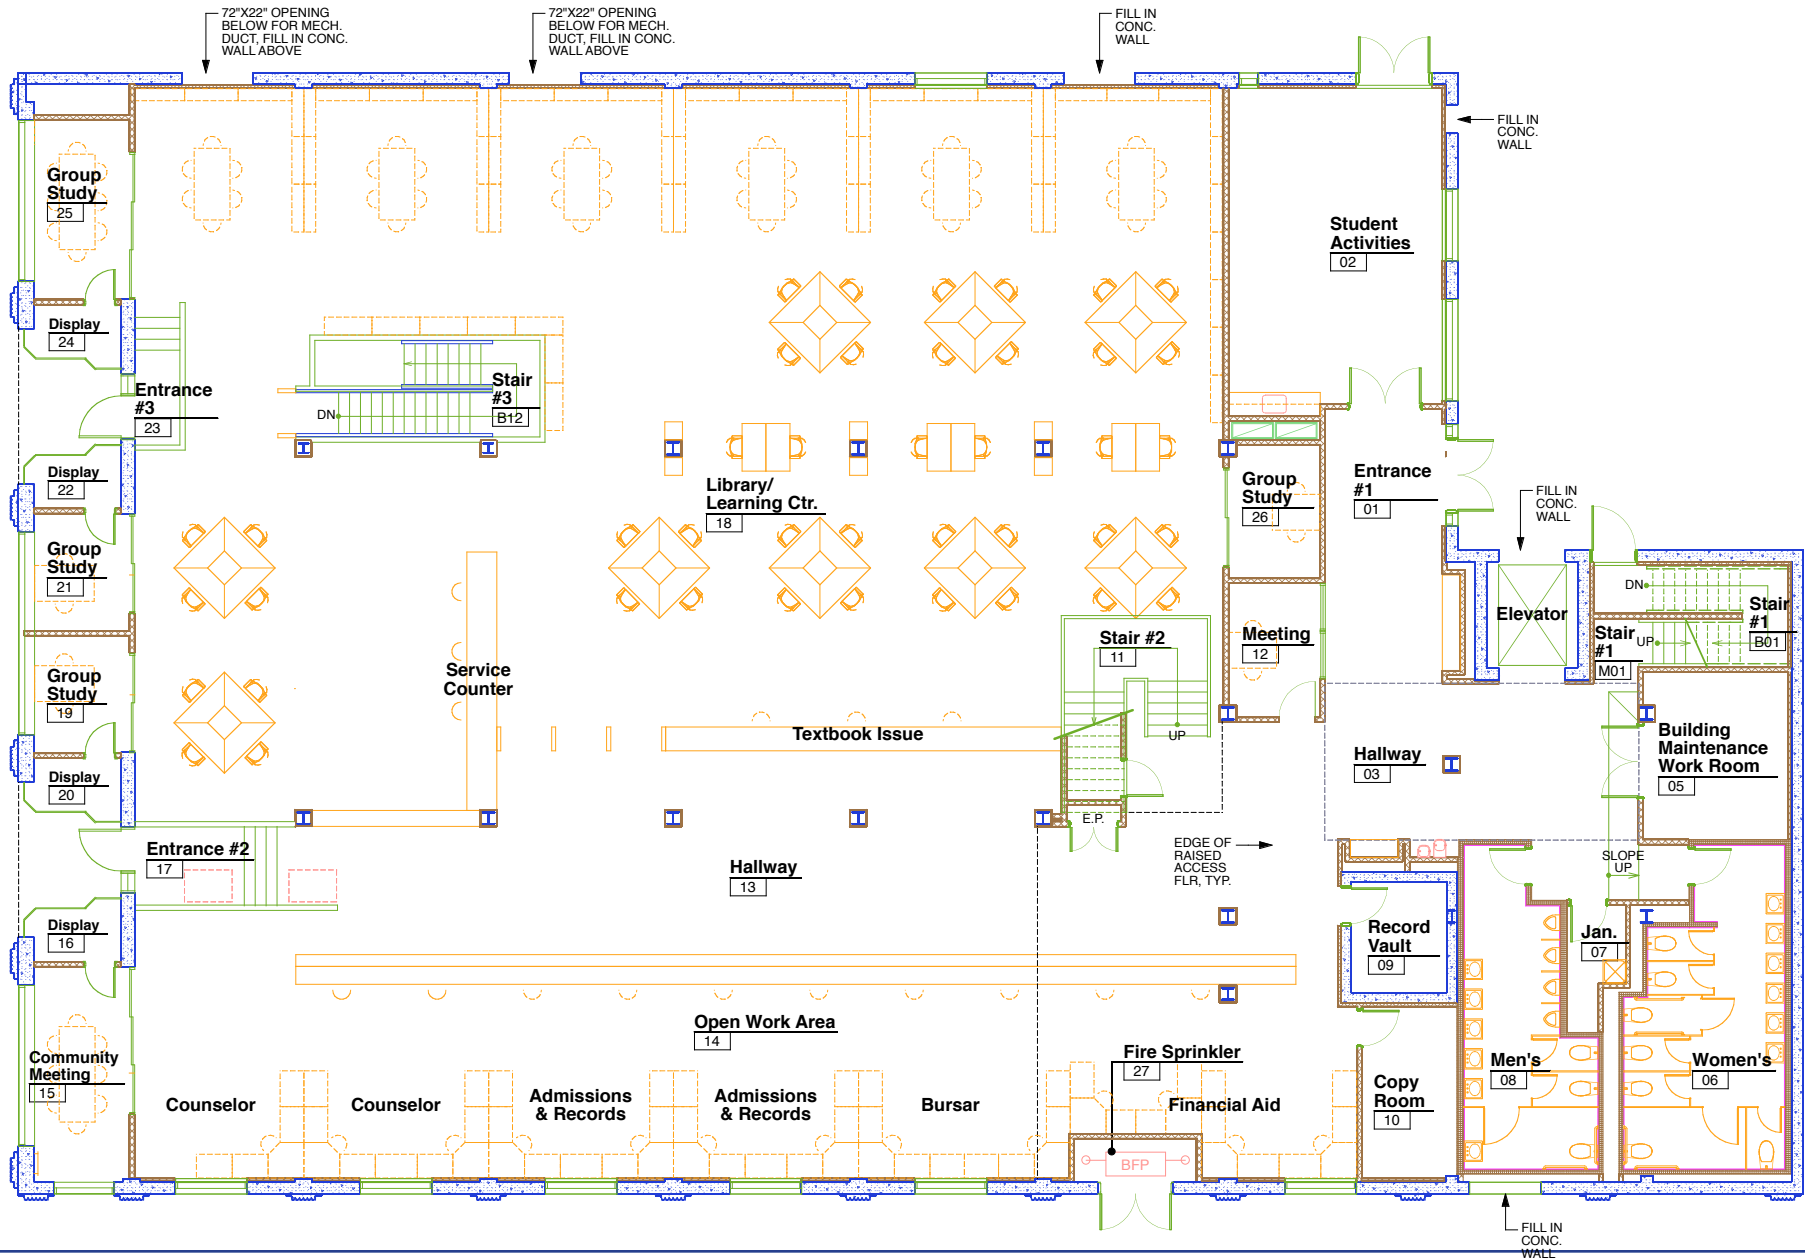 72"X22" OPENING
BELOW FOR MECH.
DUCT, FILL IN CONC.
WALL ABOVE
72"X22" OPENING
BELOW FOR MECH.
DUCT, FILL IN CONC.
WALL ABOVE
FILL IN
CONC.
WALL
FILL IN
CONC.
WALL
Group
Study
25
Student
Activities
02
Display
24
Entrance
#3
23
DN
Stair
#3
B12
Display
22
Library/
Learning Ctr.
18
Group
Study
26
Entrance
#1
01
FILL IN
CONC.
WALL
Group
Study
21
DN
Elevator
Stair
#1
B01
Stair
#1
M01
UP
Stair #2
11
Meeting
12
Service
Counter
Group
Study
19
Textbook Issue
UP
Hallway
03
Building
Maintenance
Work Room
05
Display
20
E.P.
Entrance #2
17
Hallway
13
EDGE OF
RAISED
ACCESS
FLR, TYP.
SLOPE
UP
Display
16
Record
Vault
09
Jan.
07
Open Work Area
14
Community
Meeting
15
Fire Sprinkler
27
Men's
08
Women's
06
Copy
Room
10
Counselor
Counselor
Admissions
& Records
Admissions
& Records
Bursar
Financial Aid
BFP
FILL IN
CONC.
WALL